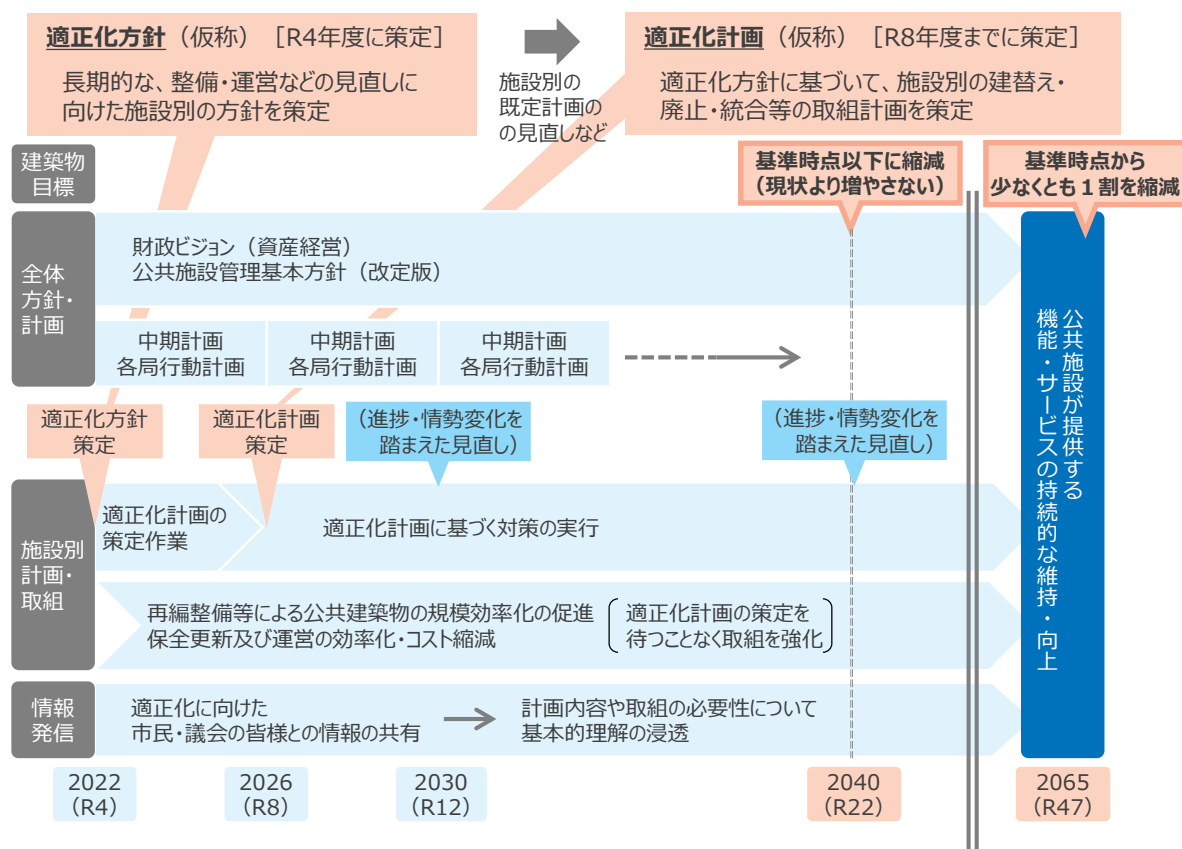 適正化方針（仮称） [R4年度に策定]
長期的な、整備・運営などの見直しに
向けた施設別の方針を策定
施設別の
既定計画の
の見直しなど
適正化計画（仮称） [R8年度までに策定]
適正化方針に基づいて、施設別の建替え・
廃止・統合等の取組計画を策定
建築物
目標
基準時点以下に縮減
（現状より増やさない）
基準時点から
少なくとも１割を縮減
全体
方針・
計画
財政ビジョン（資産経営）
公共施設管理基本方針（改定版）
中期計画
各局行動計画
中期計画
各局行動計画
中期計画
各局行動計画
適正化方針
策定
適正化計画
策定
（進捗・情勢変化を
踏まえた見直し）
（進捗・情勢変化を
踏まえた見直し）
施設別
計画・
取組
適正化計画の
策定作業
適正化計画に基づく対策の実行
再編整備等による公共建築物の規模効率化の促進
保全更新及び運営の効率化・コスト縮減
適正化計画の策定を
待つことなく取組を強化
情報
発信
適正化に向けた
市民・議会の皆様との情報の共有
計画内容や取組の必要性について
基本的理解の浸透
公共施設が提供する
機能・サービスの持続的な維持・向上
2022
（R4）
2026
（R8）
2030
（R12）
2040
（R22）
2065
（R47）